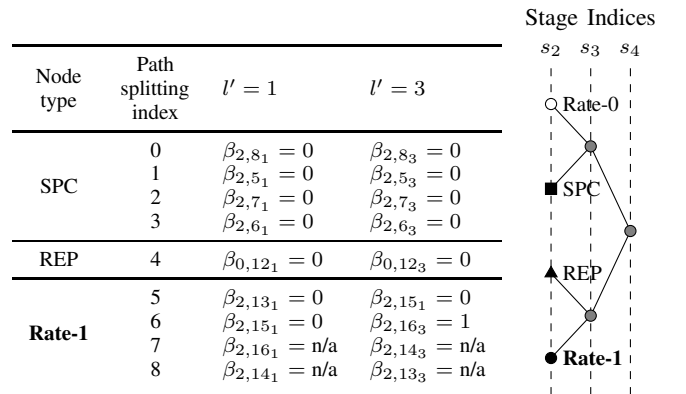 Stage Indices
s₂ s₃ s₄
Node type Path splitting index l′ = 1 l′ = 3
SPC
0 β₂,₈₁ = 0 β₂,₈₃ = 0
1 β₂,₅₁ = 0 β₂,₅₃ = 0
2 β₂,₇₁ = 0 β₂,₇₃ = 0
3 β₂,₆₁ = 0 β₂,₆₃ = 0
REP 4 β₀,₁₂₁ = 0 β₀,₁₂₃ = 0
Rate-1
5 β₂,₁₃₁ = 0 β₂,₁₅₁ = 0
6 β₂,₁₅₁ = 0 β₂,₁₆₃ = 1
7 β₂,₁₆₁ = n/a β₂,₁₄₃ = n/a
8 β₂,₁₄₁ = n/a β₂,₁₃₃ = n/a
Rate-0
SPC
REP
Rate-1